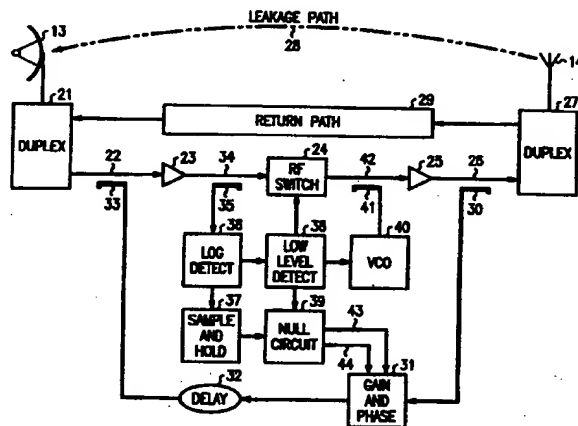 13
LEAKAGE PATH
28
14
21
DUPLEX
29
RETURN PATH
27
DUPLEX
22
33
23
34
35
24
RF
SWITCH
42
41
25
26
30
38
LOG
DETECT
38
LOW
LEVEL
DETECT
40
VCO
37
SAMPLE
AND
HOLD
39
NULL
CIRCUIT
43
44
31
GAIN
AND
PHASE
32
DELAY